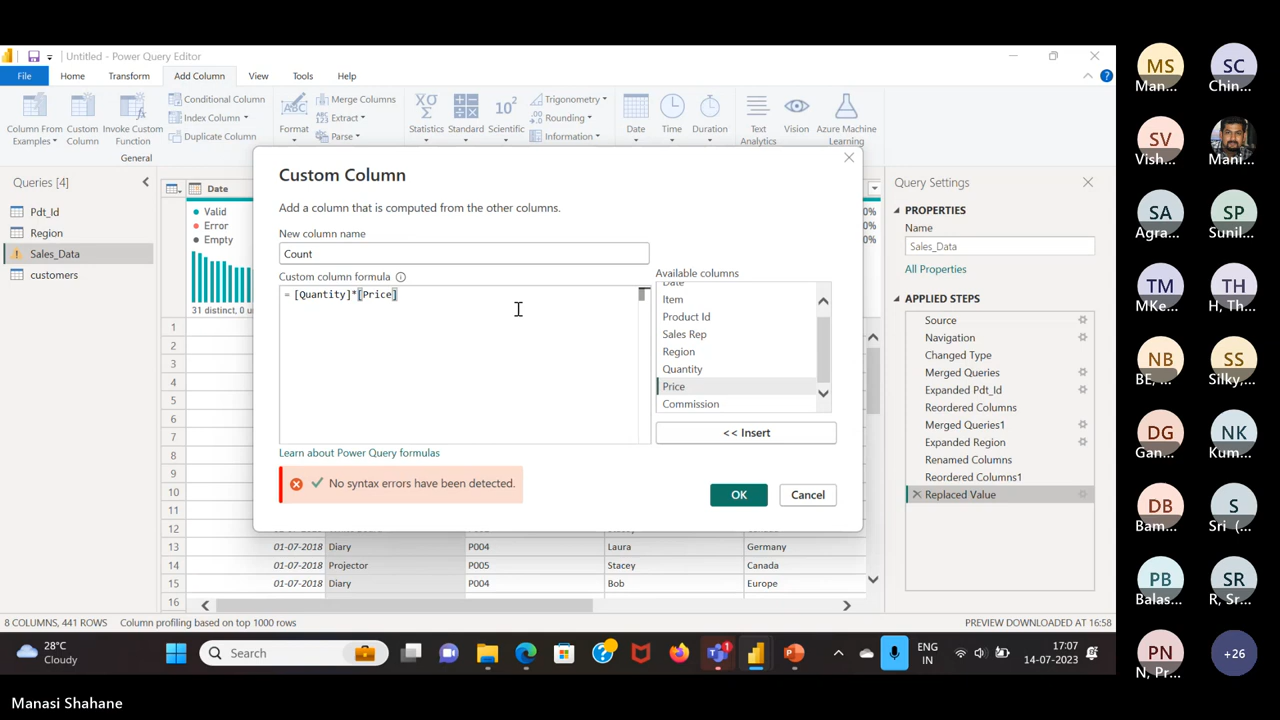 Untitled - Power Query Editor
File Home Transform Add Column View Tools Help
Column From Examples
Custom Column
Invoke Custom Function
Conditional Column
Index Column
Duplicate Column
General
Format
Merge Columns
Extract
Parse
Statistics
Standard
Scientific
Trigonometry
Rounding
Information
Date
Time
Duration
Text Analytics
Vision
Azure Machine Learning
Queries [4]
Pdt_Id
Region
Sales_Data
customers
Date
Valid
Error
Empty
31 distinct, 0 u
0%
0%
0%
Custom Column
Add a column that is computed from the other columns.
New column name
Count
Custom column formula
= [Quantity]*[Price]
Available columns
Date
Item
Product Id
Sales Rep
Region
Quantity
Price
Commission
<< Insert
Learn about Power Query formulas
No syntax errors have been detected.
OK
Cancel
1
2
3
4
5
6
7
8
9
10
11
12
13 01-07-2018 Diary P004 Laura Germany
14 01-07-2018 Projector P005 Stacey Canada
15 01-07-2018 Diary P004 Bob Europe
16
Query Settings
PROPERTIES
Name
Sales_Data
All Properties
APPLIED STEPS
Source
Navigation
Changed Type
Merged Queries
Expanded Pdt_Id
Reordered Columns
Merged Queries1
Expanded Region
Renamed Columns
Reordered Columns1
Replaced Value
8 COLUMNS, 441 ROWS Column profiling based on top 1000 rows
PREVIEW DOWNLOADED AT 16:58
28°C
Cloudy
Search
ENG
IN
17:07
14-07-2023
Manasi Shahane
MS
Man...
SC
Chin...
SV
Vish...
Mani...
SA
Agra...
SP
Sunil...
TM
MKe...
TH
H, Th...
NB
BE, ...
SS
Silky,...
DG
Gan...
NK
Kum...
DB
Bam...
S
Sri (...
PB
Balas...
SR
R, Sr...
PN
N, Pr...
+26